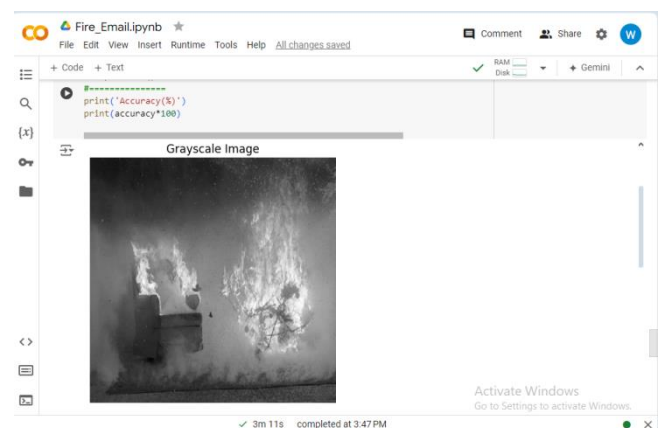 CO Fire_Email.ipynb
Comment Share W
File Edit View Insert Runtime Tools Help All changes saved
+ Code + Text
RAM
Disk
Gemini
#---------------
print('Accuracy(%)')
print(accuracy*100)
{x}
Grayscale Image
Activate Windows
Go to Settings to activate Windows.
3m 11s completed at 3:47 PM